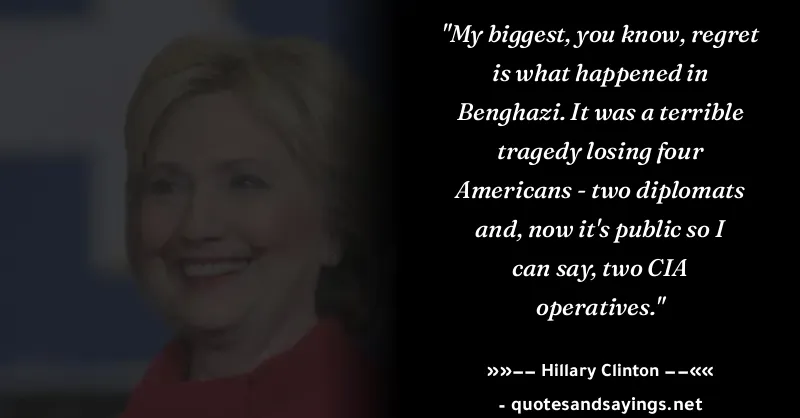 "My biggest, you know, regret
is what happened in
Benghazi. It was a terrible
tragedy losing four
Americans - two diplomats
and, now it's public so I
can say, two CIA
operatives."
»»–– Hillary Clinton ––««
- quotesandsayings.net